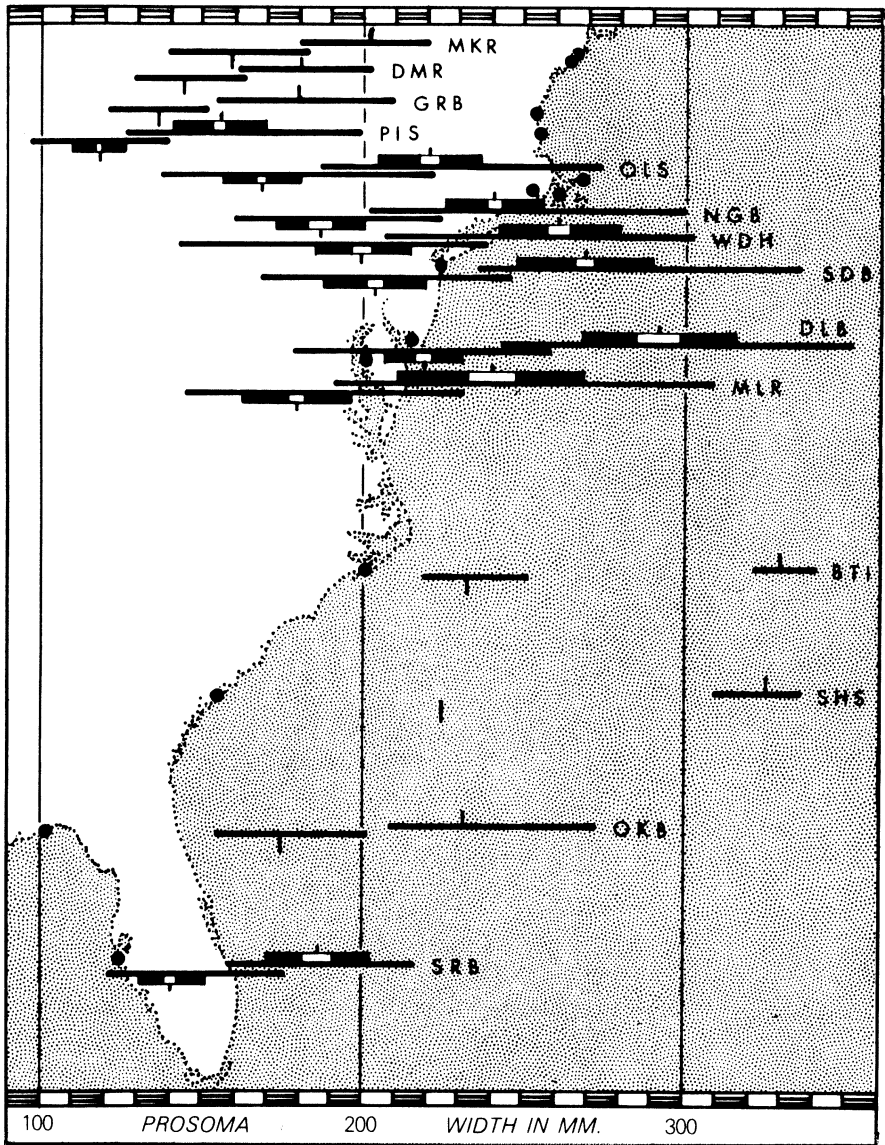 MKR
DMR
GRB
PIS
OLS
NGB
WDH
SDB
DLB
MLR
BTI
SHS
OKB
SRB
100 PROSOMA 200 WIDTH IN MM. 300